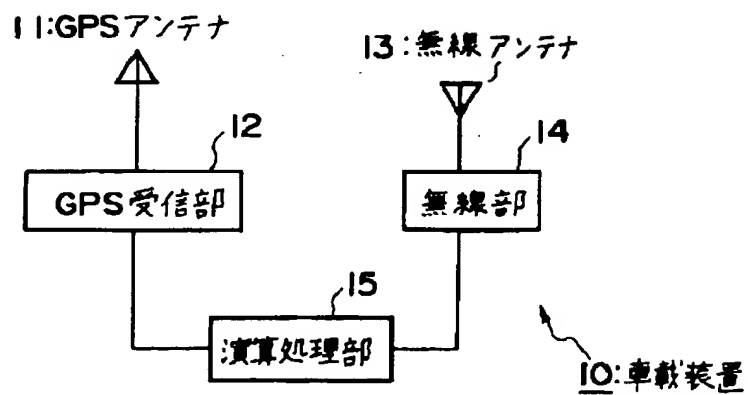 11:GPSアンテナ
13:無線アンテナ
12
14
GPS受信部
無線部
15
演算処理部
10:車載装置